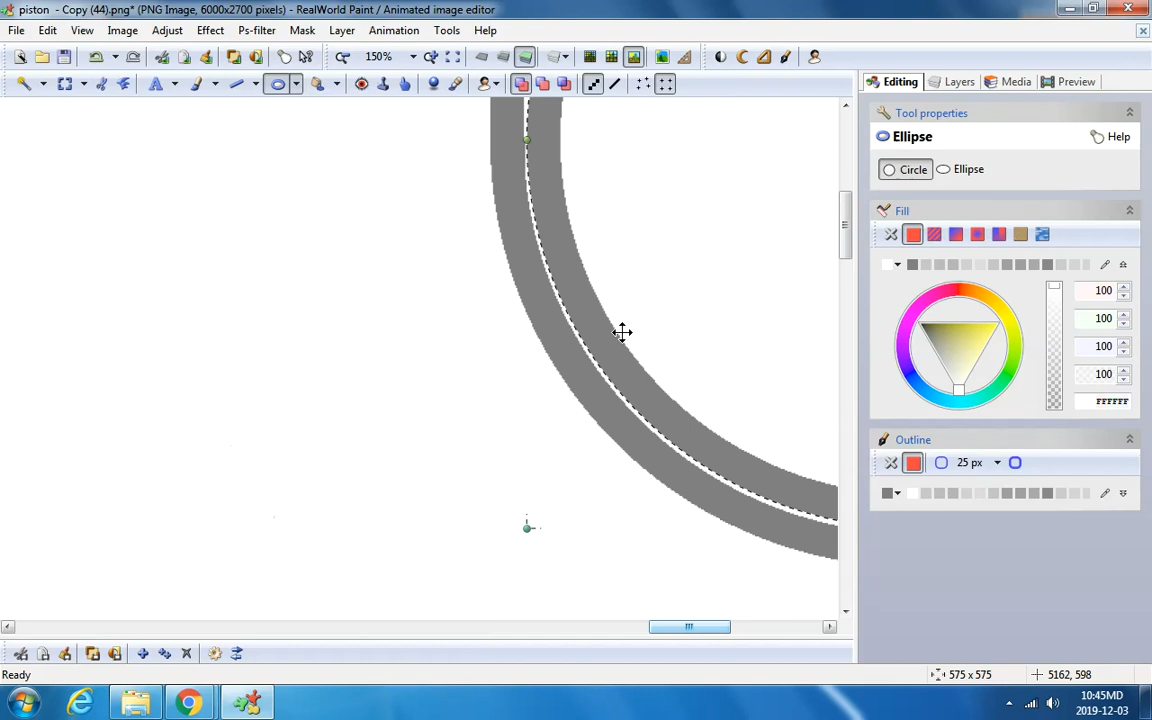 piston - Copy (44).png* (PNG Image, 6000x2700 pixels) - RealWorld Paint / Animated image editor
File Edit View Image Adjust Effect Ps-filter Mask Layer Animation Tools Help
150%
Editing Layers Media Preview
Tool properties
Ellipse Help
Circle Ellipse
Fill
100
100
100
100
FFFFFF
Outline
25 px
Ready 575 x 575 5162, 598
10:45MD
2019-12-03